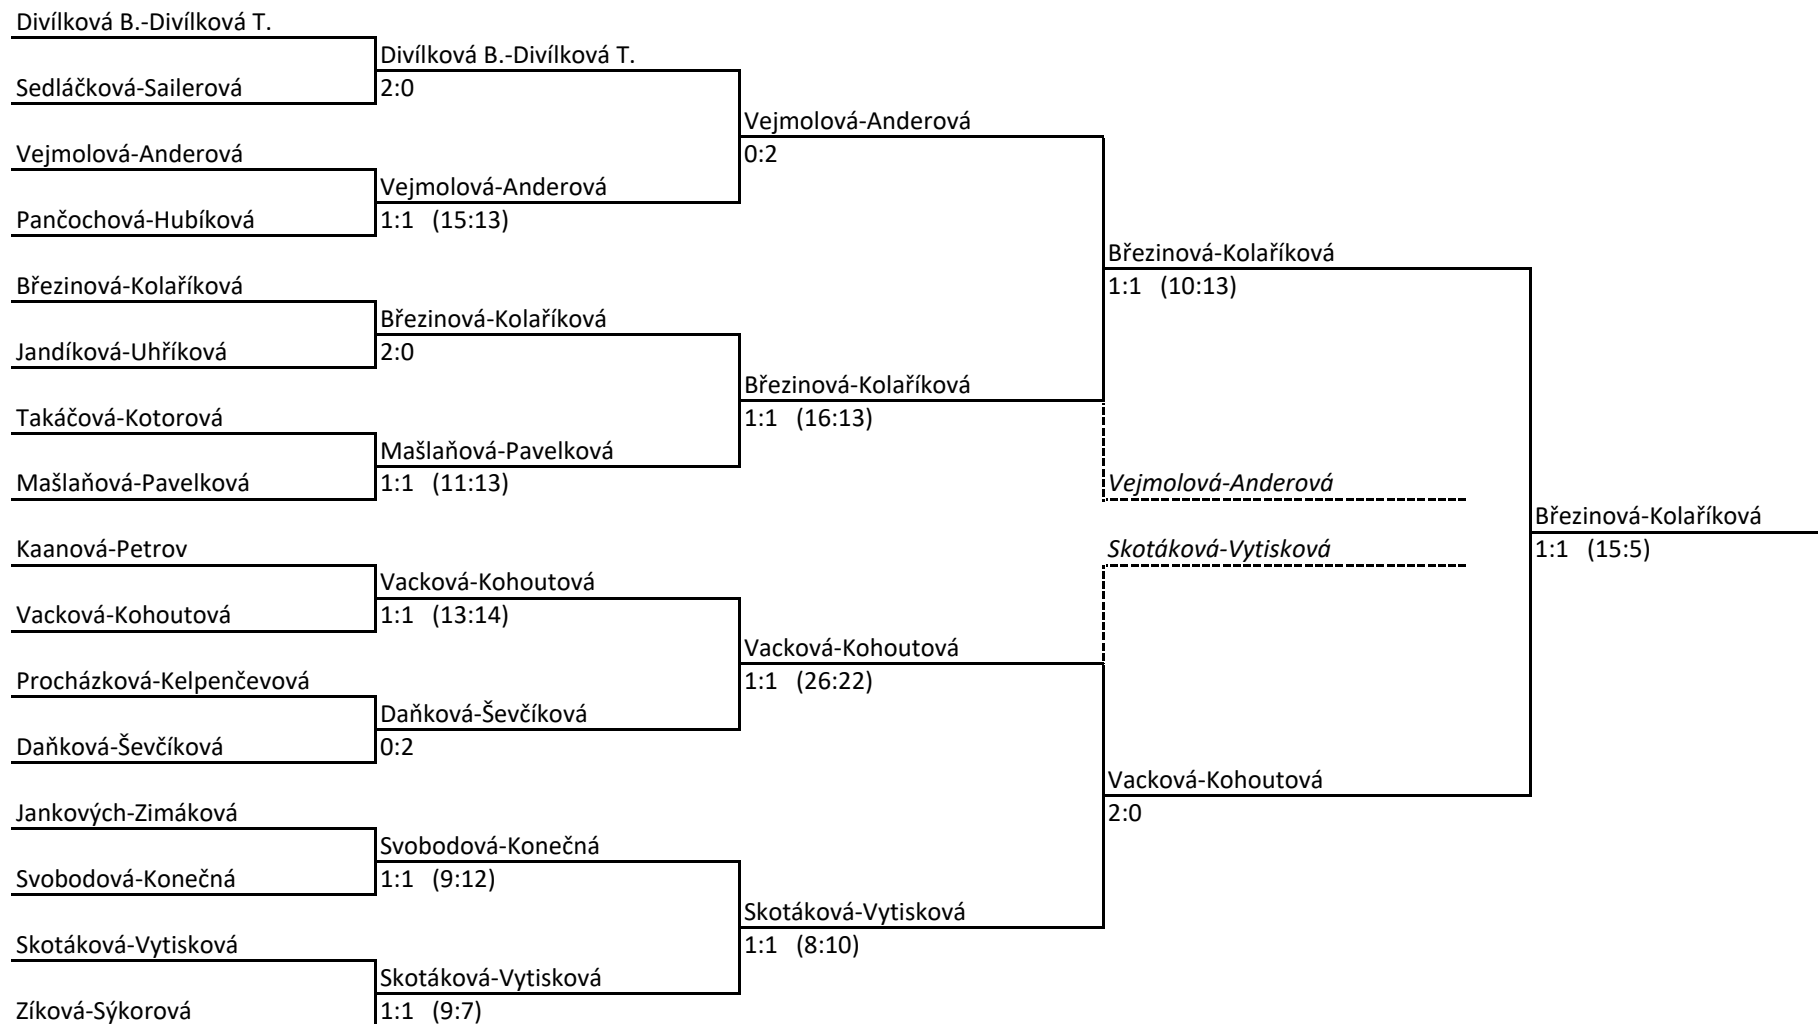 Divílková B.-Divílková T.
Sedláčková-Sailerová
Vejmolová-Anderová
Pančochová-Hubíková
Březinová-Kolaříková
Jandíková-Uhříková
Takáčová-Kotorová
Mašlaňová-Pavelková
Kaanová-Petrov
Vacková-Kohoutová
Procházková-Kelpenčevová
Daňková-Ševčíková
Jankových-Zimáková
Svobodová-Konečná
Skotáková-Vytisková
Zíková-Sýkorová
Divílková B.-Divílková T.
2:0
Vejmolová-Anderová
1:1 (15:13)
Březinová-Kolaříková
2:0
Mašlaňová-Pavelková
1:1 (11:13)
Vacková-Kohoutová
1:1 (13:14)
Daňková-Ševčíková
0:2
Svobodová-Konečná
1:1 (9:12)
Skotáková-Vytisková
1:1 (9:7)
Vejmolová-Anderová
0:2
Březinová-Kolaříková
1:1 (16:13)
Vacková-Kohoutová
1:1 (26:22)
Skotáková-Vytisková
1:1 (8:10)
Březinová-Kolaříková
1:1 (10:13)
Vejmolová-Anderová
Skotáková-Vytisková
Vacková-Kohoutová
2:0
Březinová-Kolaříková
1:1 (15:5)